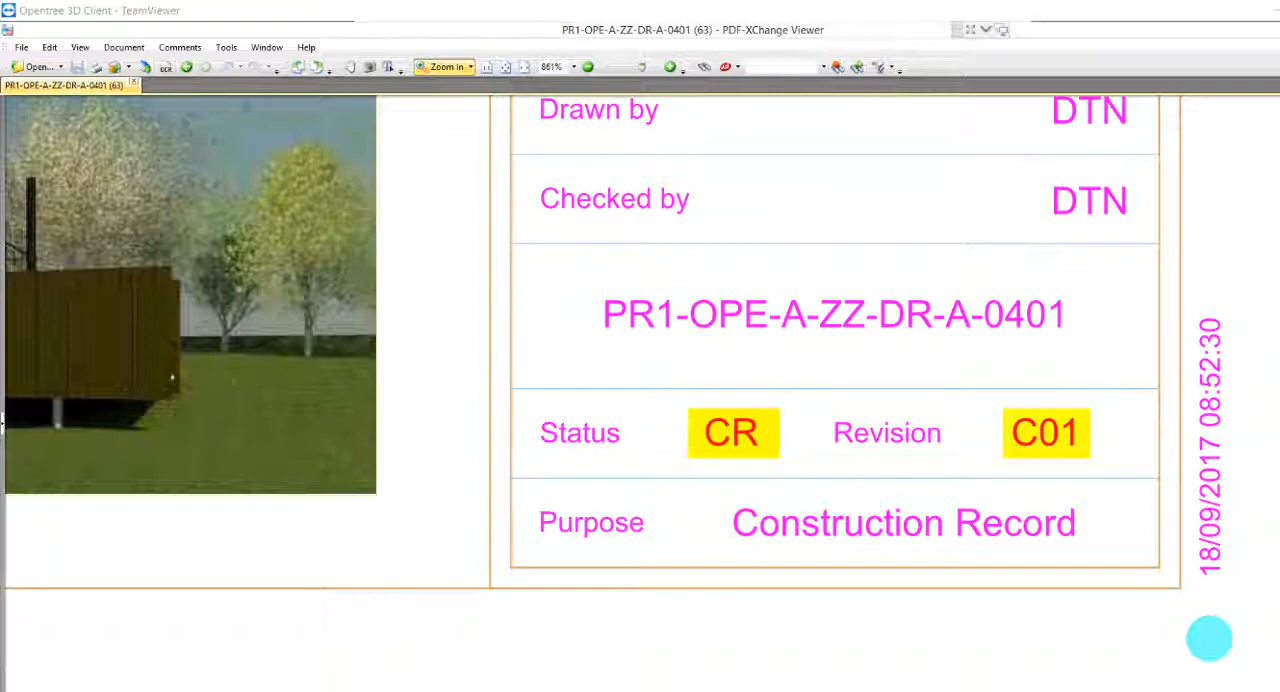 Opentree 3D Client - TeamViewer
PR1-OPE-A-ZZ-DR-A-0401 (63) - PDF-XChange Viewer
File Edit View Document Comments Tools Window Help
Open... OCR Zoom In 861%
PR1-OPE-A-ZZ-DR-A-0401 (63)
Drawn by DTN
Checked by DTN
PR1-OPE-A-ZZ-DR-A-0401
Status CR Revision C01
Purpose Construction Record
18/09/2017 08:52:30